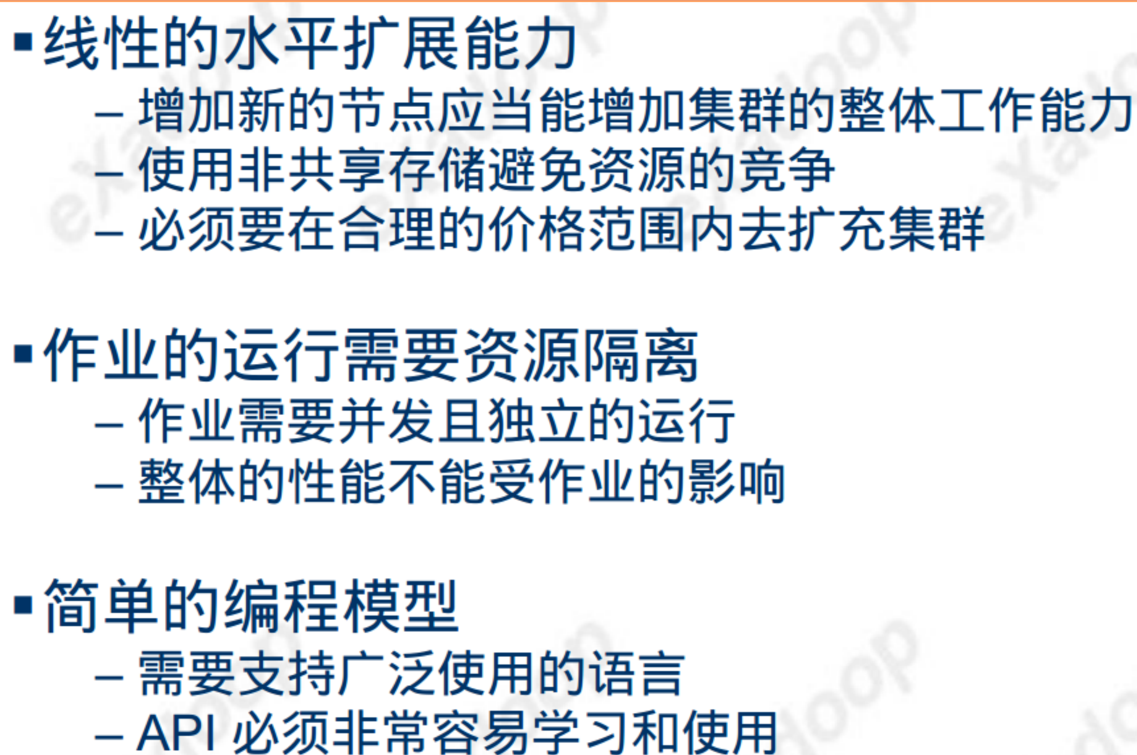 ▪线性的水平扩展能力
– 增加新的节点应当能增加集群的整体工作能力
– 使用非共享存储避免资源的竞争
– 必须要在合理的价格范围内去扩充集群
▪作业的运行需要资源隔离
– 作业需要并发且独立的运行
– 整体的性能不能受作业的影响
▪简单的编程模型
– 需要支持广泛使用的语言
– API 必须非常容易学习和使用